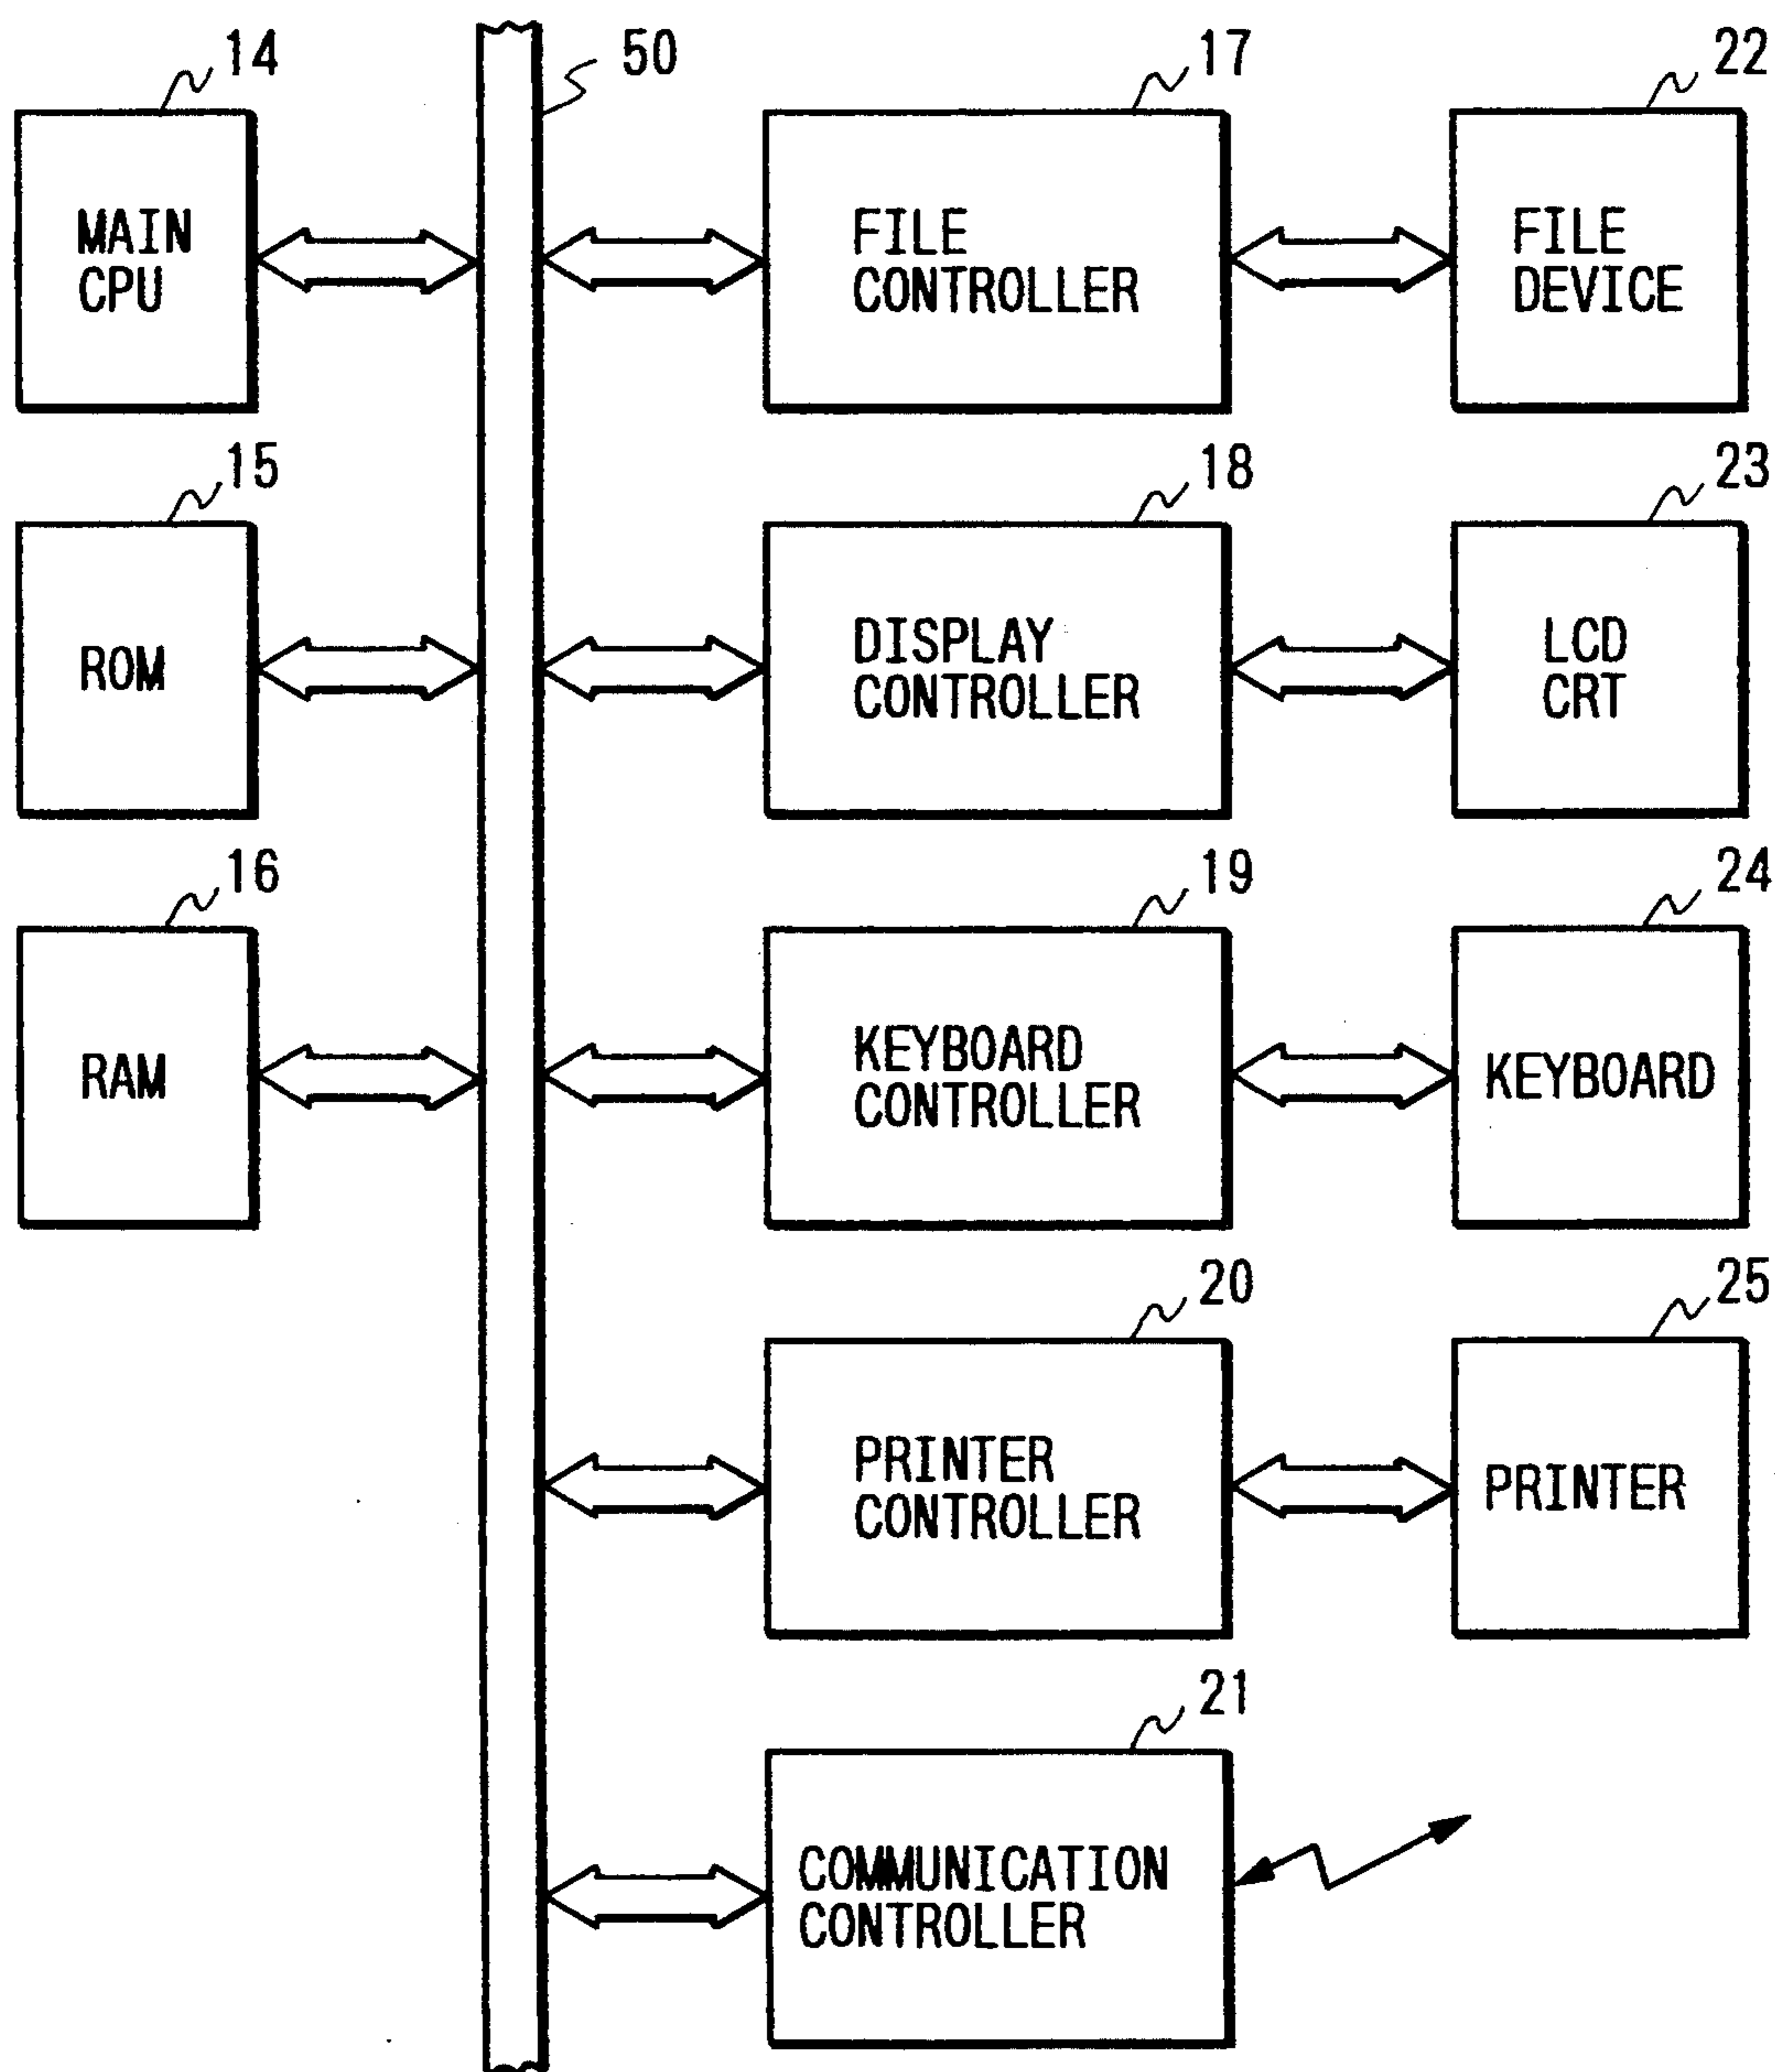 14
50
17
22
MAIN
CPU
FILE
CONTROLLER
FILE
DEVICE
15
18
23
ROM
DISPLAY
CONTROLLER
LCD
CRT
16
19
24
RAM
KEYBOARD
CONTROLLER
KEYBOARD
20
25
PRINTER
CONTROLLER
PRINTER
21
COMMUNICATION
CONTROLLER